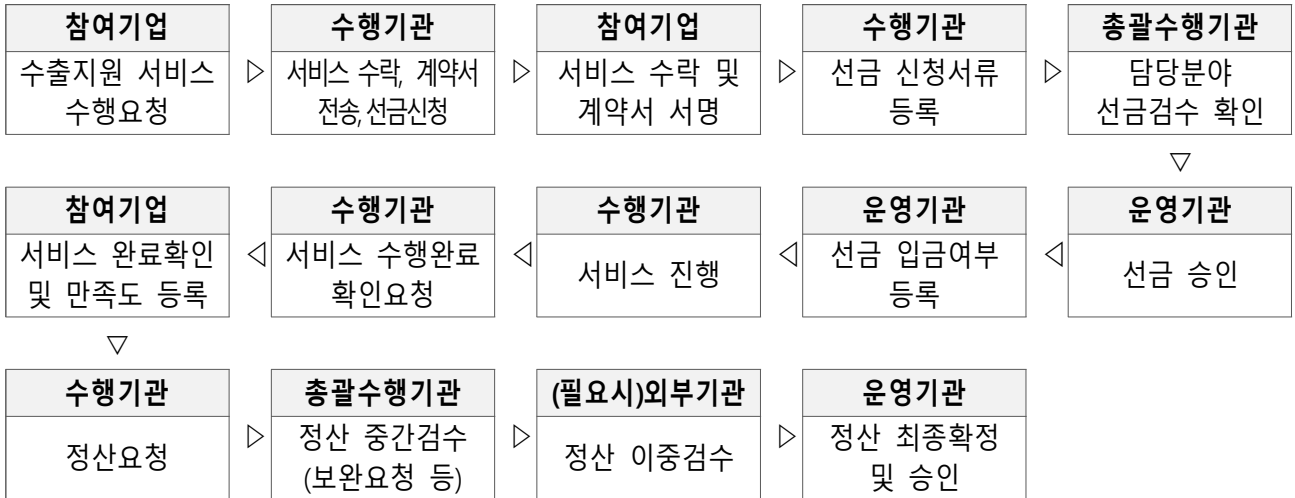 참여기업
수출지원 서비스
수행요청
▷
수행기관
서비스 수락, 계약서
전송, 선금신청
▷
참여기업
서비스 수락 및
계약서 서명
▷
수행기관
선금 신청서류
등록
▷
총괄수행기관
담당분야
선금검수 확인
▽
운영기관
선금 승인
◁
운영기관
선금 입금여부
등록
◁
수행기관
서비스 진행
◁
수행기관
서비스 수행완료
확인요청
◁
참여기업
서비스 완료확인
및 만족도 등록
▽
수행기관
정산요청
▷
총괄수행기관
정산 중간검수
(보완요청 등)
▷
(필요시)외부기관
정산 이중검수
▷
운영기관
정산 최종확정
및 승인